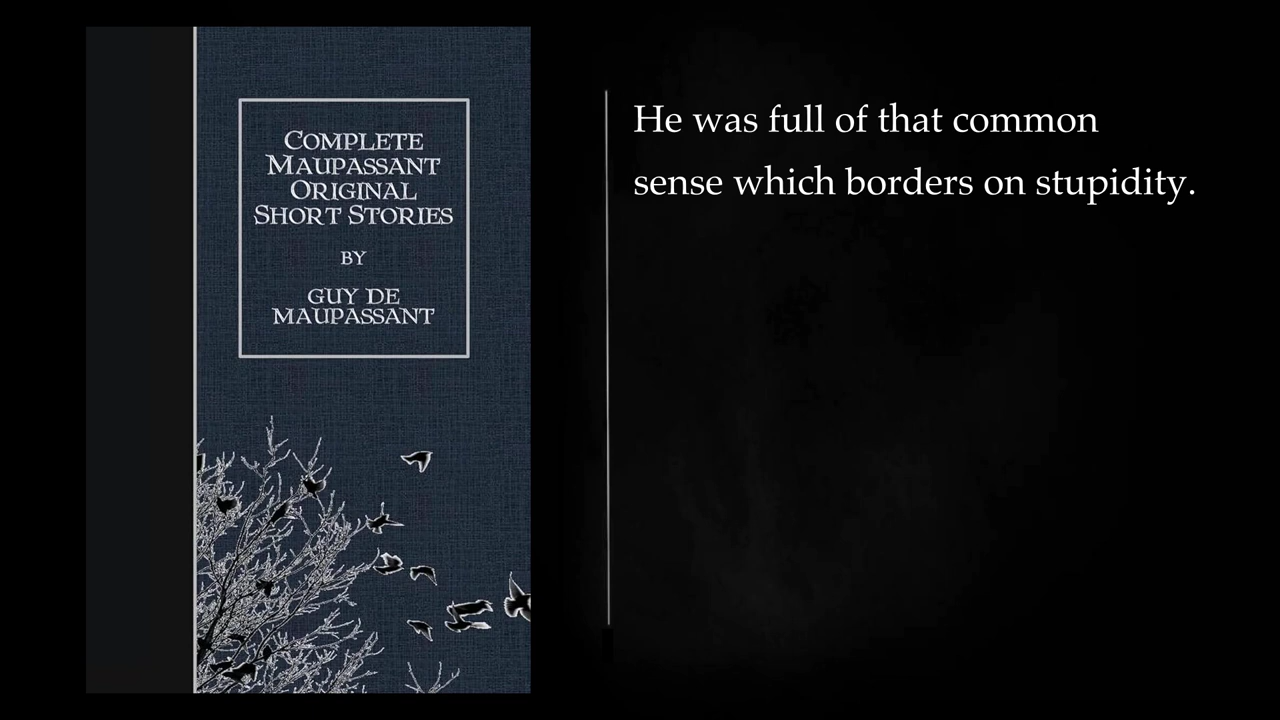 COMPLETE
MAUPASSANT
ORIGINAL
SHORT STORIES
BY
GUY DE
MAUPASSANT
He was full of that common
sense which borders on stupidity.